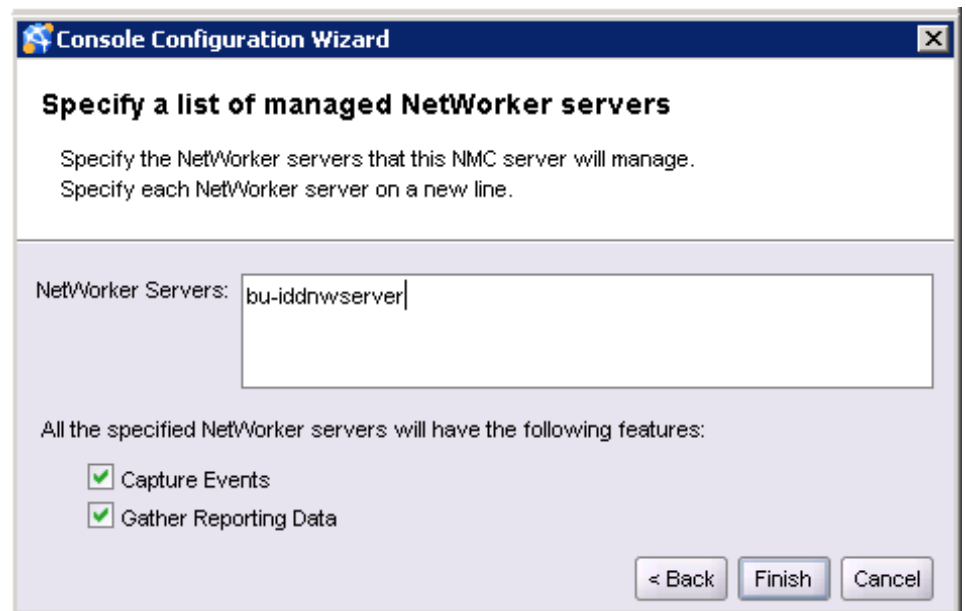 Console Configuration Wizard
Specify a list of managed NetWorker servers
Specify the NetWorker servers that this NMC server will manage.
Specify each NetWorker server on a new line.
NetWorker Servers:
bu-iddnwserver
All the specified NetWorker servers will have the following features:
Capture Events
Gather Reporting Data
< Back
Finish
Cancel